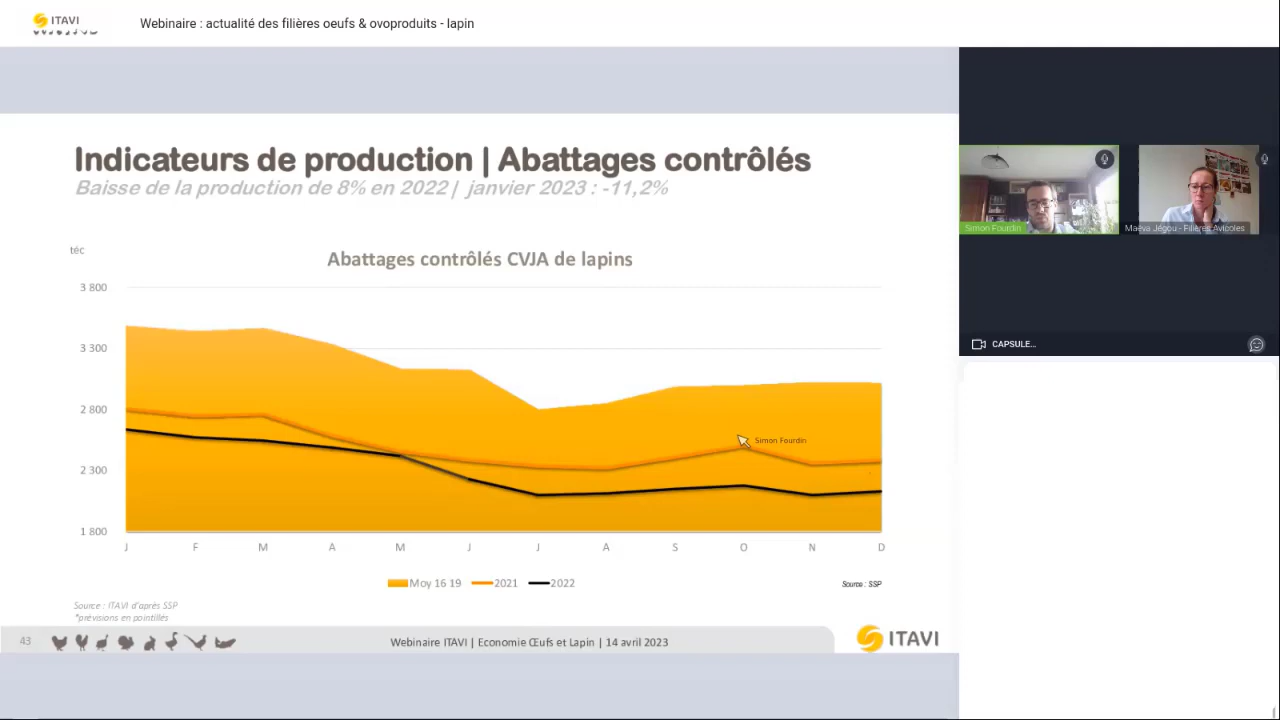 ITAVI
Webinaire : actualité des filières oeufs & ovoproduits - lapin
Indicateurs de production | Abattages contrôlés
Baisse de la production de 8% en 2022 | janvier 2023 : -11,2%
téc
Abattages contrôlés CVJA de lapins
3 800
3 300
2 800
2 300
1 800
Simon Fourdin
J F M A M J J A S O N D
Moy 16 19 2021 2022
Source : SSP
Source : ITAVI d'après SSP
*prévisions en pointillés
43
Webinaire ITAVI | Economie Œufs et Lapin | 14 avril 2023
ITAVI
Simon Fourdin
Maëva Jégou - Filières Avicoles
CAPSULE...